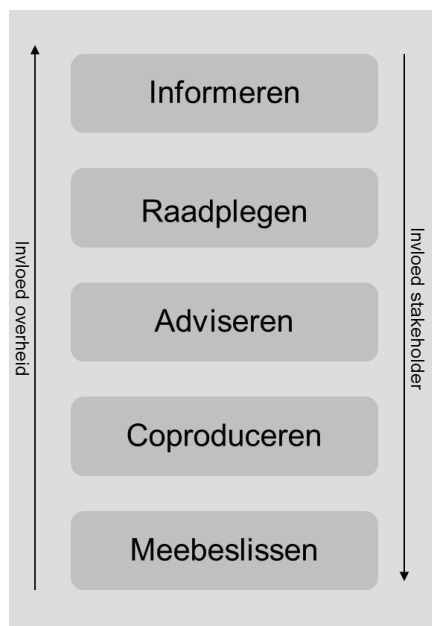 Informeren
Raadplegen
Adviseren
Coproduceren
Meebeslissen
Invloed overheid
Invloed stakeholder